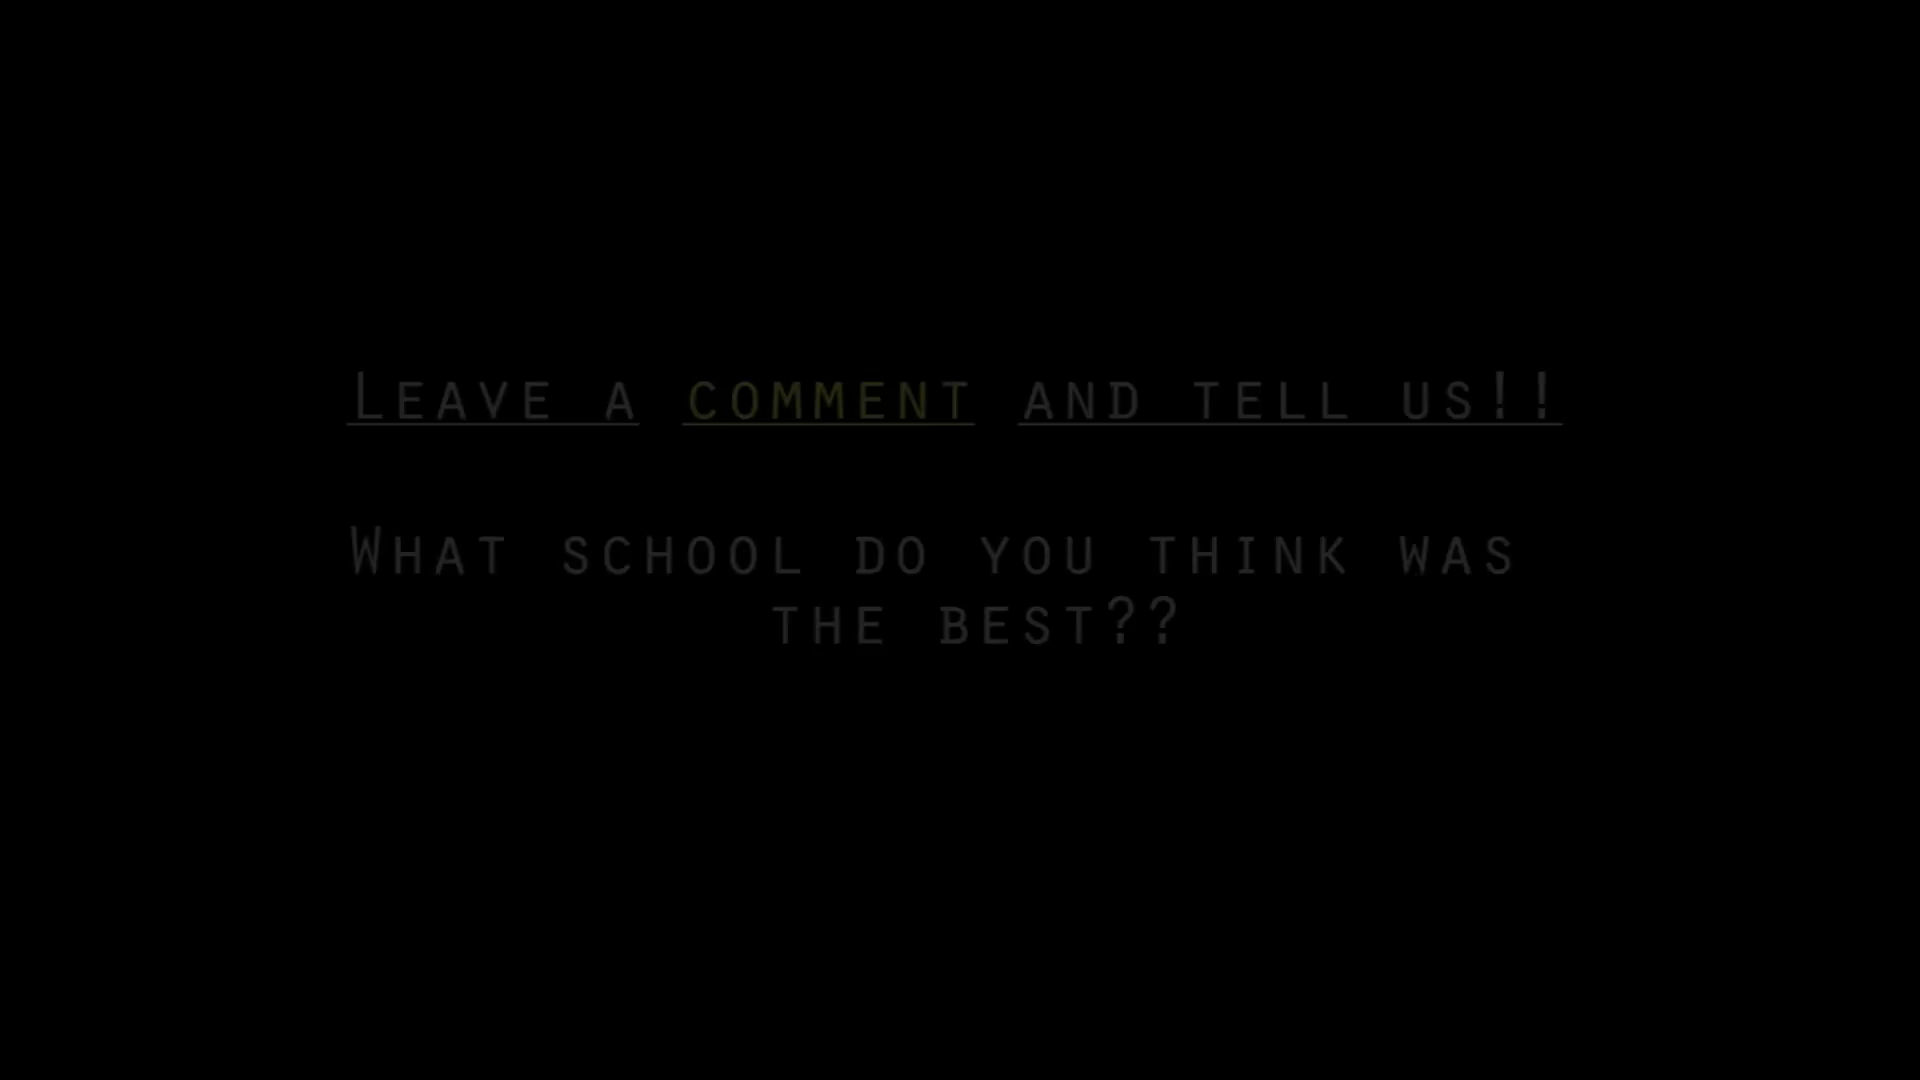 Leave a comment and tell us!!
What school do you think was
the best??